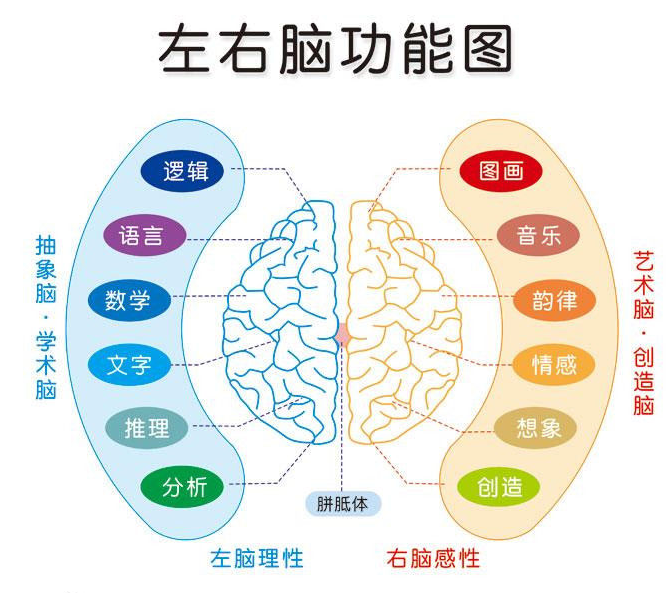 左右脑功能图
抽象脑·学术脑
逻辑
语言
数学
文字
推理
分析
图画
音乐
韵律
情感
想象
创造
艺术脑·创造脑
胼胝体
左脑理性
右脑感性